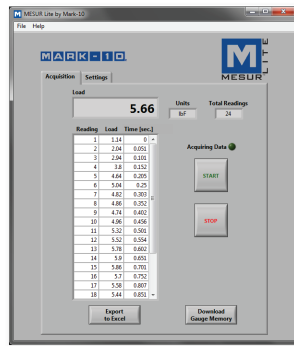 MESUR Lite by Mark-10
File Help
MARK-10
M
MESUR
LITE
Acquisition Settings
Load
5.66
Units
lbF
Total Readings
24
Reading Load Time [sec.]
1 1.14 0
2 2.04 0.051
3 2.94 0.101
4 3.8 0.152
5 4.64 0.205
6 5.04 0.25
7 4.82 0.303
8 4.86 0.352
9 4.74 0.402
10 4.96 0.456
11 5.32 0.501
12 5.52 0.554
13 5.78 0.602
14 5.9 0.651
15 5.86 0.701
16 5.7 0.752
17 5.58 0.807
18 5.44 0.851
Acquiring Data
START
STOP
Export
to Excel
Download
Gauge Memory